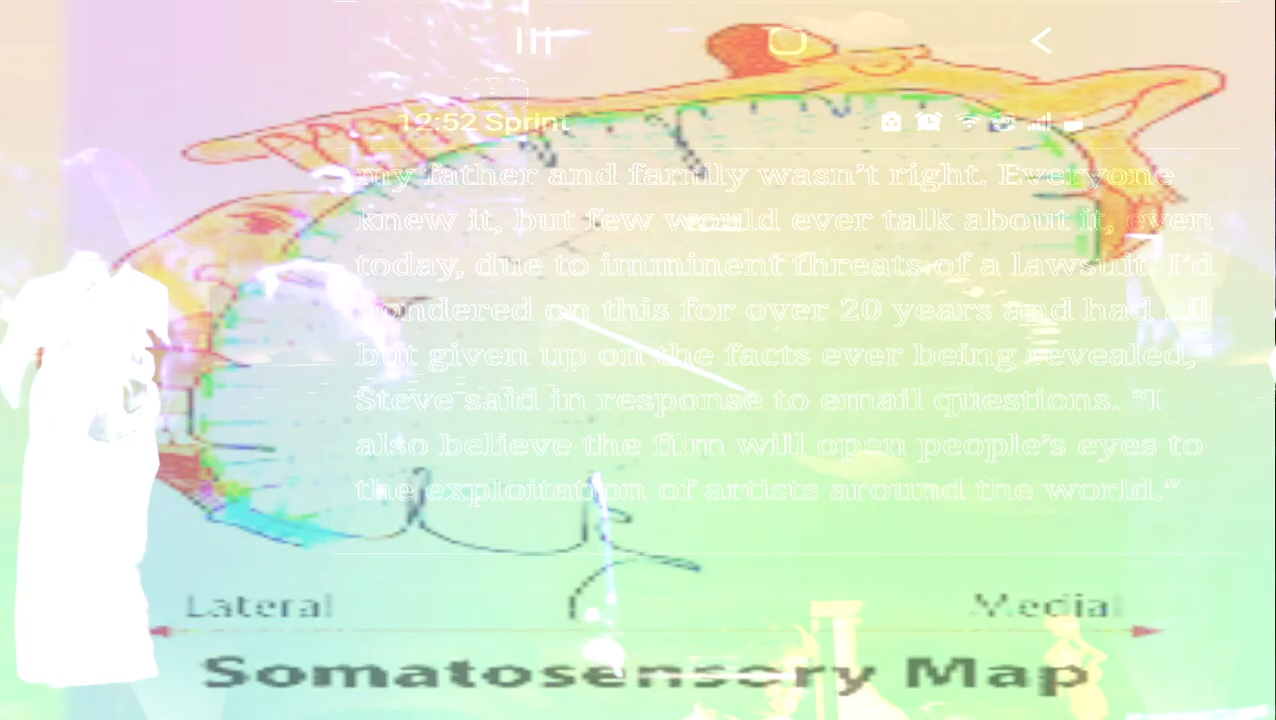 12:52 Sprint
my father and family wasn't right. Everyone
knew it, but few would ever talk about it, even
today, due to imminent threats of a lawsuit. I'd
wondered on this for over 20 years and had all
but given up on the facts ever being revealed,
Steve said in response to email questions. “I
also believe the film will open people's eyes to
the exploitation of artists around the world.”
Lateral
Medial
Somatosensory Map